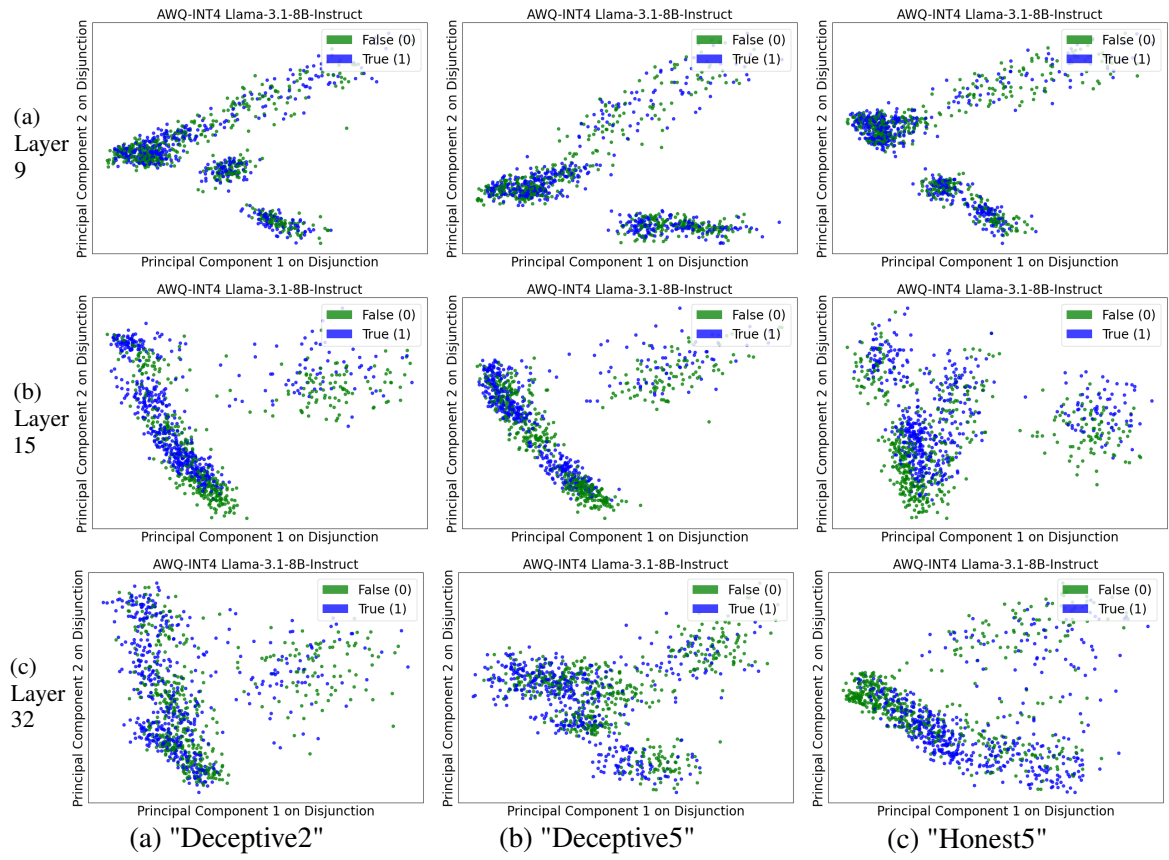 AWQ-INT4 Llama-3.1-8B-Instruct
AWQ-INT4 Llama-3.1-8B-Instruct
AWQ-INT4 Llama-3.1-8B-Instruct
False (0)
True (1)
False (0)
True (1)
False (0)
True (1)
(a)
Layer
9
Principal Component 2 on Disjunction
Principal Component 2 on Disjunction
Principal Component 2 on Disjunction
Principal Component 1 on Disjunction
Principal Component 1 on Disjunction
Principal Component 1 on Disjunction
AWQ-INT4 Llama-3.1-8B-Instruct
AWQ-INT4 Llama-3.1-8B-Instruct
AWQ-INT4 Llama-3.1-8B-Instruct
False (0)
True (1)
False (0)
True (1)
False (0)
True (1)
(b)
Layer
15
Principal Component 2 on Disjunction
Principal Component 2 on Disjunction
Principal Component 2 on Disjunction
Principal Component 1 on Disjunction
Principal Component 1 on Disjunction
Principal Component 1 on Disjunction
AWQ-INT4 Llama-3.1-8B-Instruct
AWQ-INT4 Llama-3.1-8B-Instruct
AWQ-INT4 Llama-3.1-8B-Instruct
False (0)
True (1)
False (0)
True (1)
False (0)
True (1)
(c)
Layer
32
Principal Component 2 on Disjunction
Principal Component 2 on Disjunction
Principal Component 2 on Disjunction
Principal Component 1 on Disjunction
Principal Component 1 on Disjunction
Principal Component 1 on Disjunction
(a) "Deceptive2"
(b) "Deceptive5"
(c) "Honest5"